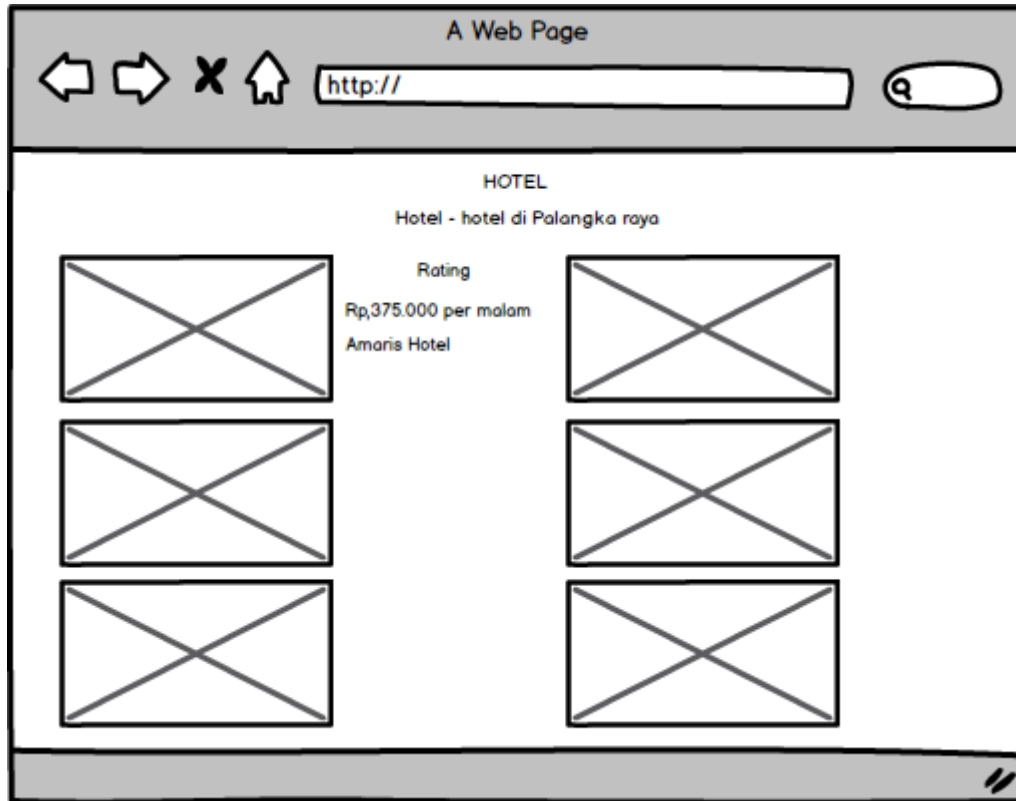 A Web Page
http://
HOTEL
Hotel - hotel di Palangka raya
Rating
Rp,375.000 per malam
Amaris Hotel